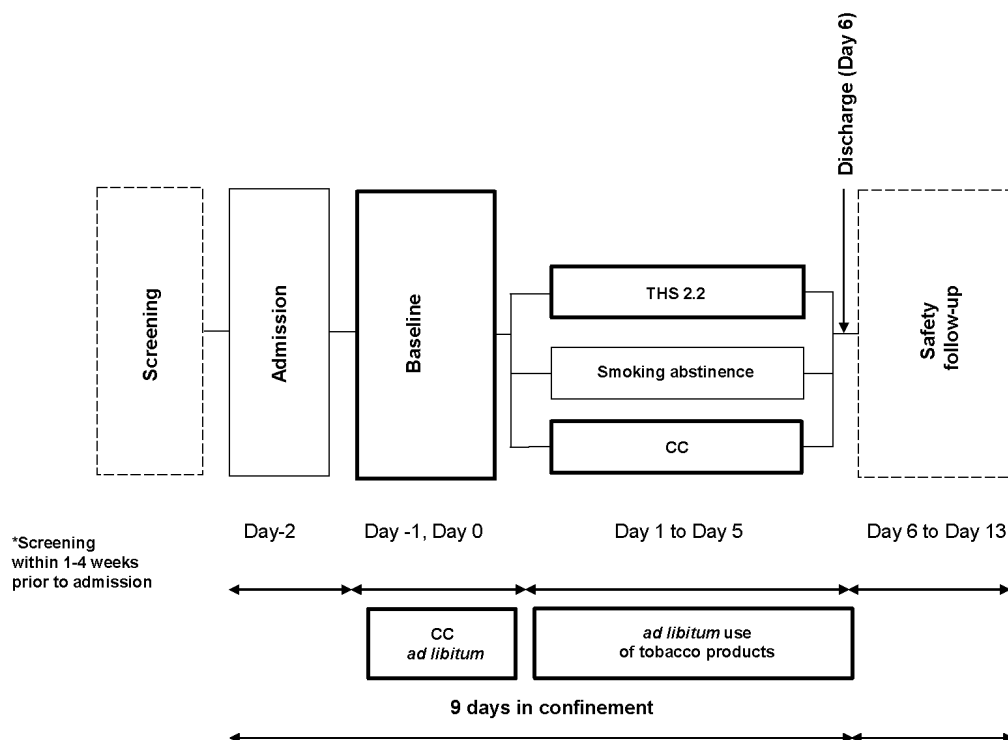 Discharge (Day 6)
Screening
Admission
Baseline
THS 2.2
Smoking abstinence
CC
Safety
follow-up
*Screening
within 1-4 weeks
prior to admission
Day-2
Day -1, Day 0
Day 1 to Day 5
Day 6 to Day 13
CC
ad libitum
ad libitum use
of tobacco products
9 days in confinement